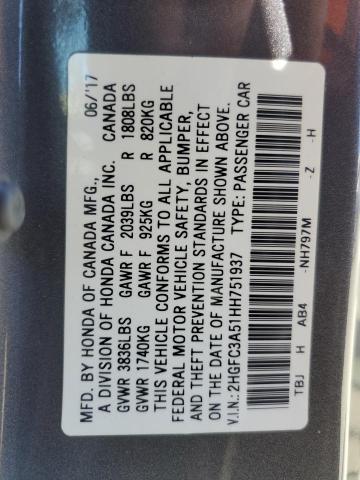 MFD. BY HONDA OF CANADA MFG., 06/'17
A DIVISION OF HONDA CANADA INC. CANADA
GVWR 3836LBS GAWR F 2039LBS R 1808LBS
GVWR 1740KG GAWR F 925KG R 820KG
THIS VEHICLE CONFORMS TO ALL APPLICABLE
FEDERAL MOTOR VEHICLE SAFETY, BUMPER,
AND THEFT PREVENTION STANDARDS IN EFFECT
ON THE DATE OF MANUFACTURE SHOWN ABOVE.
V.I.N.: 2HGFC3A51HH751937 TYPE: PASSENGER CAR
TBJ H AB4 -NH797M -Z -H